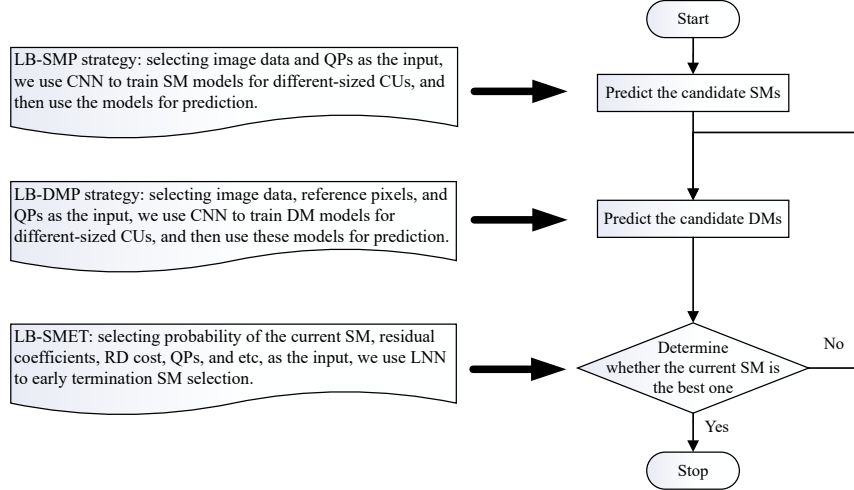 Start
LB-SMP strategy: selecting image data and QPs as the input,
we use CNN to train SM models for different-sized CUs, and
then use the models for prediction.
Predict the candidate SMs
LB-DMP strategy: selecting image data, reference pixels, and
QPs as the input, we use CNN to train DM models for
different-sized CUs, and then use these models for prediction.
Predict the candidate DMs
LB-SMET: selecting probability of the current SM, residual
coefficients, RD cost, QPs, and etc, as the input, we use LNN
to early termination SM selection.
Determine
whether the current SM is
the best one
No
Yes
Stop